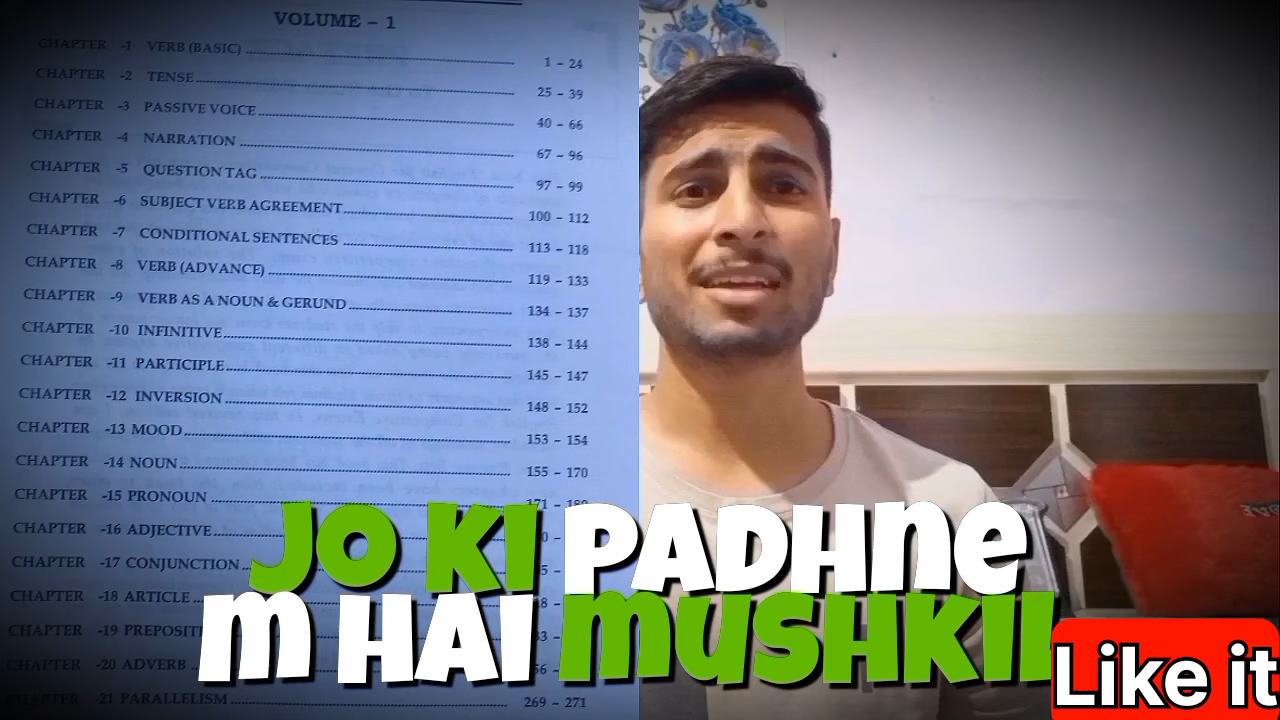 VOLUME – 1
CHAPTER -1 VERB (BASIC) 1 – 24
CHAPTER -2 TENSE 25 – 39
CHAPTER -3 PASSIVE VOICE 40 – 66
CHAPTER -4 NARRATION 67 – 96
CHAPTER -5 QUESTION TAG 97 – 99
CHAPTER -6 SUBJECT VERB AGREEMENT 100 – 112
CHAPTER -7 CONDITIONAL SENTENCES 113 – 118
CHAPTER -8 VERB (ADVANCE) 119 – 133
CHAPTER -9 VERB AS A NOUN & GERUND 134 – 137
CHAPTER -10 INFINITIVE 138 – 144
CHAPTER -11 PARTICIPLE 145 – 147
CHAPTER -12 INVERSION 148 – 152
CHAPTER -13 MOOD 153 – 154
CHAPTER -14 NOUN 155 – 170
CHAPTER -15 PRONOUN
CHAPTER -16 ADJECTIVE
CHAPTER -17 CONJUNCTION
CHAPTER -18 ARTICLE
CHAPTER -19
CHAPTER -20 ADVERB
CHAPTER -21 PARALLELISM 269 – 271
JO KI PADHNE
M HAI MUSHKIL
Like it